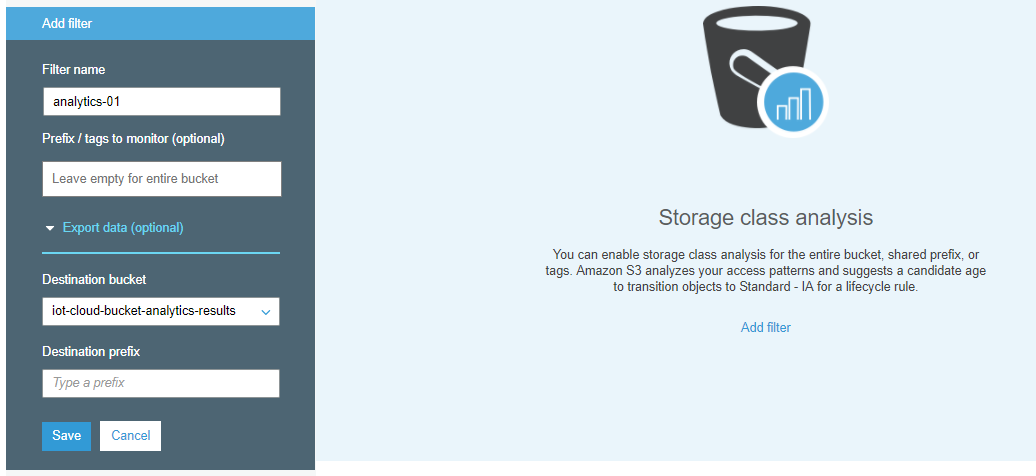 Add filter
Filter name
analytics-01
Prefix / tags to monitor (optional)
Leave empty for entire bucket
Export data (optional)
Destination bucket
iot-cloud-bucket-analytics-results
Destination prefix
Type a prefix
Save Cancel
Storage class analysis
You can enable storage class analysis for the entire bucket, shared prefix, or
tags. Amazon S3 analyzes your access patterns and suggests a candidate age
to transition objects to Standard - IA for a lifecycle rule.
Add filter